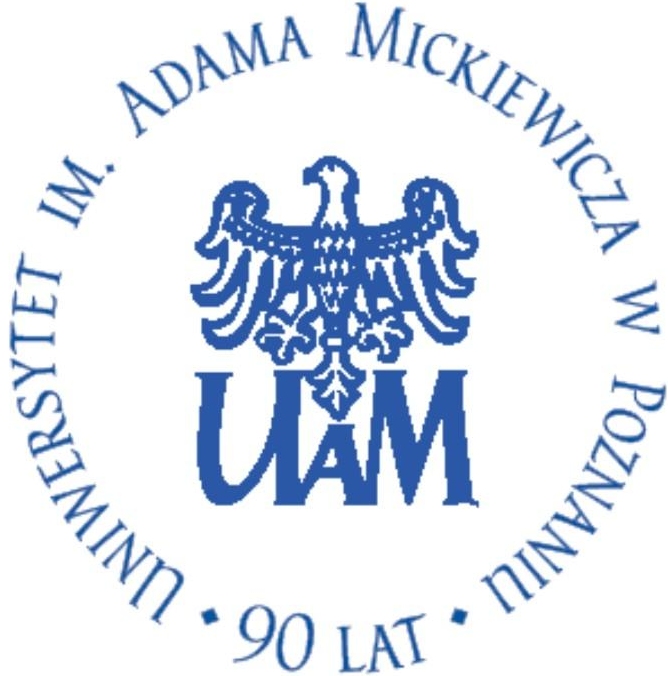 UNIWERSYTET IM. ADAMA MICKIEWICZA W POZNANIU
• 90 LAT •
UAM